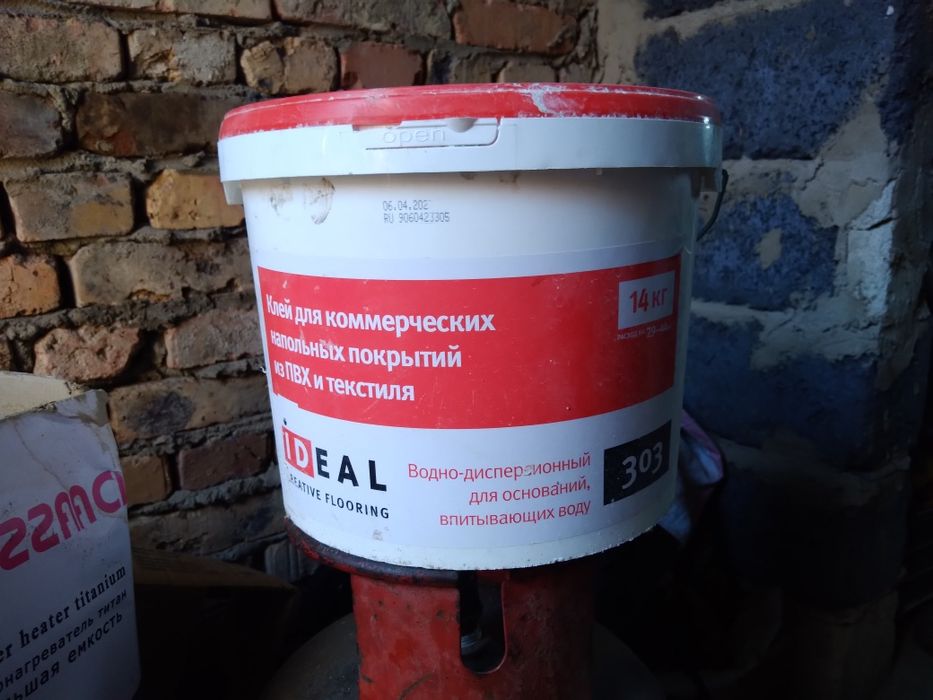 open
06.04.202
RU 9060423305
Клей для коммерческих
напольных покрытий
из ПВХ и текстиля
14 КГ
IDEAL
CREATIVE FLOORING
Водно-дисперсионный
для оснований,
впитывающих воду
303
heater titanium
титан
емкость